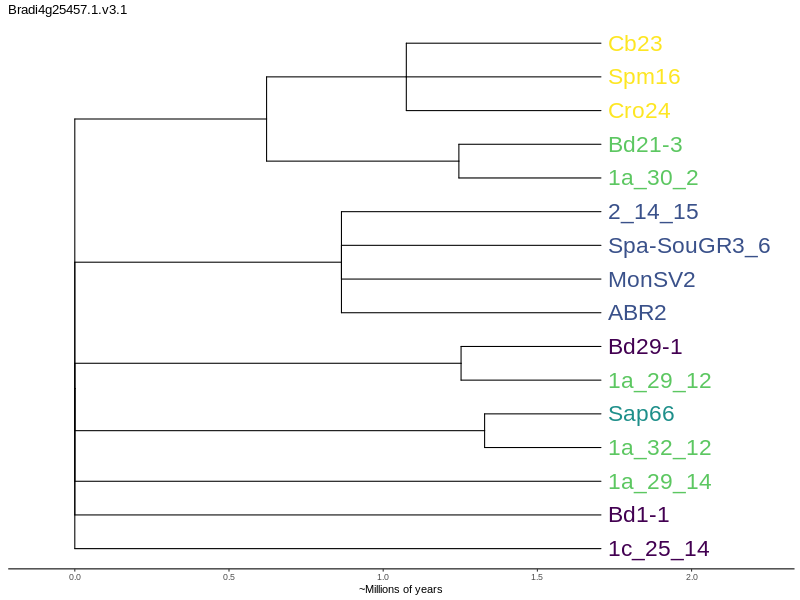 Bradi4g25457.1.v3.1
Cb23
Spm16
Cro24
Bd21-3
1a_30_2
2_14_15
Spa-SouGR3_6
MonSV2
ABR2
Bd29-1
1a_29_12
Sap66
1a_32_12
1a_29_14
Bd1-1
1c_25_14
0.0 0.5 1.0 1.5 2.0
~Millions of years